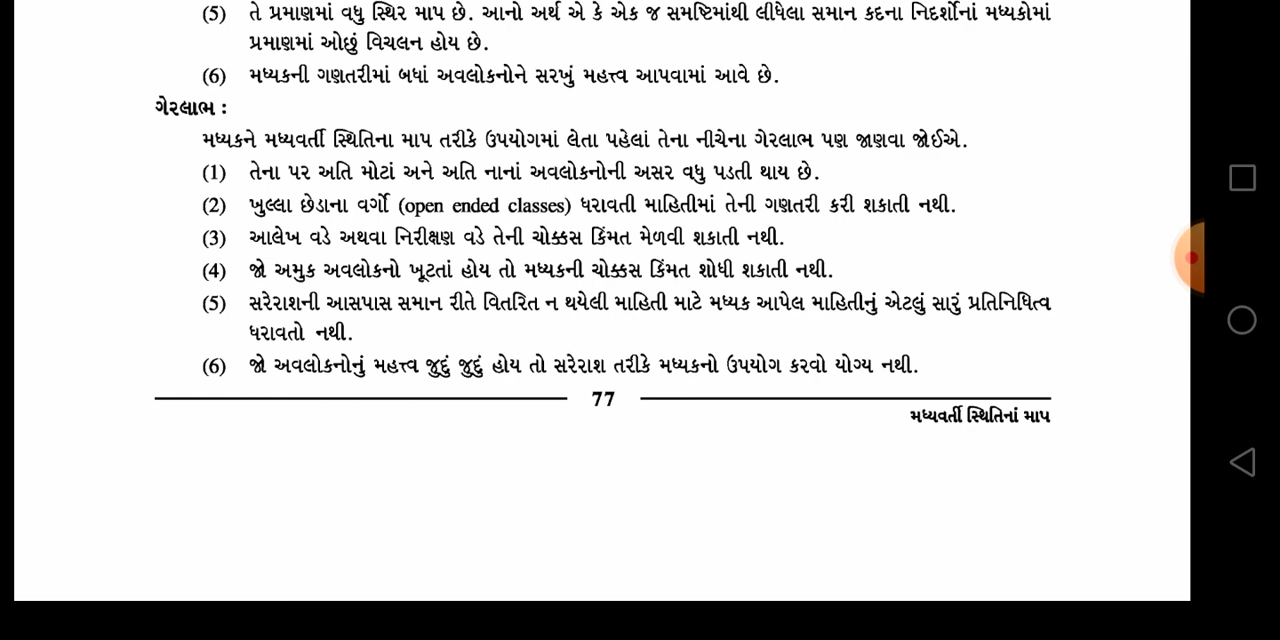 (5) તે પ્રમાણમાં વધુ સ્થિર માપ છે. આનો અર્થ એ કે એક જ સમષ્ટિમાંથી લીધેલા સમાન કદના નિદર્શોનાં મધ્યકોમાં
પ્રમાણમાં ઓછું વિચલન હોય છે.
(6) મધ્યકની ગણતરીમાં બધાં અવલોકનોને સરખું મહત્ત્વ આપવામાં આવે છે.
ગેરલાભ :
મધ્યકને મધ્યવર્તી સ્થિતિના માપ તરીકે ઉપયોગમાં લેતા પહેલાં તેના નીચેના ગેરલાભ પણ જાણવા જોઈએ.
(1) તેના પર અતિ મોટાં અને અતિ નાનાં અવલોકનોની અસર વધુ પડતી થાય છે.
(2) ખુલ્લા છેડાના વર્ગો (open ended classes) ધરાવતી માહિતીમાં તેની ગણતરી કરી શકાતી નથી.
(3) આલેખ વડે અથવા નિરીક્ષણ વડે તેની ચોક્કસ કિંમત મેળવી શકાતી નથી.
(4) જો અમુક અવલોકનો ખૂટતાં હોય તો મધ્યકની ચોક્કસ કિંમત શોધી શકાતી નથી.
(5) સરેરાશની આસપાસ સમાન રીતે વિતરિત ન થયેલી માહિતી માટે મધ્યક આપેલ માહિતીનું એટલું સારું પ્રતિનિધિત્વ
ધરાવતો નથી.
(6) જો અવલોકનોનું મહત્ત્વ જુદું જુદું હોય તો સરેરાશ તરીકે મધ્યકનો ઉપયોગ કરવો યોગ્ય નથી.
77
મધ્યવર્તી સ્થિતિનાં માપ